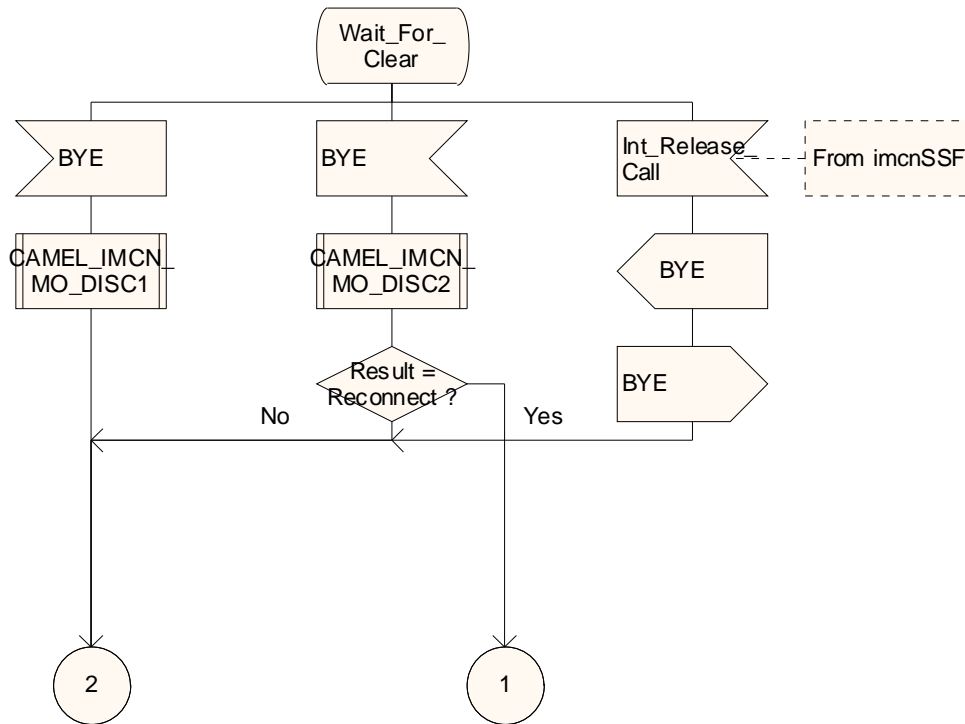 Wait_For_
Clear
BYE
BYE
Int_Release_
Call
From imcnSSF
CAMEL_IMCN_
MO_DISC1
CAMEL_IMCN_
MO_DISC2
BYE
Result =
Reconnect ?
BYE
No
Yes
2
1